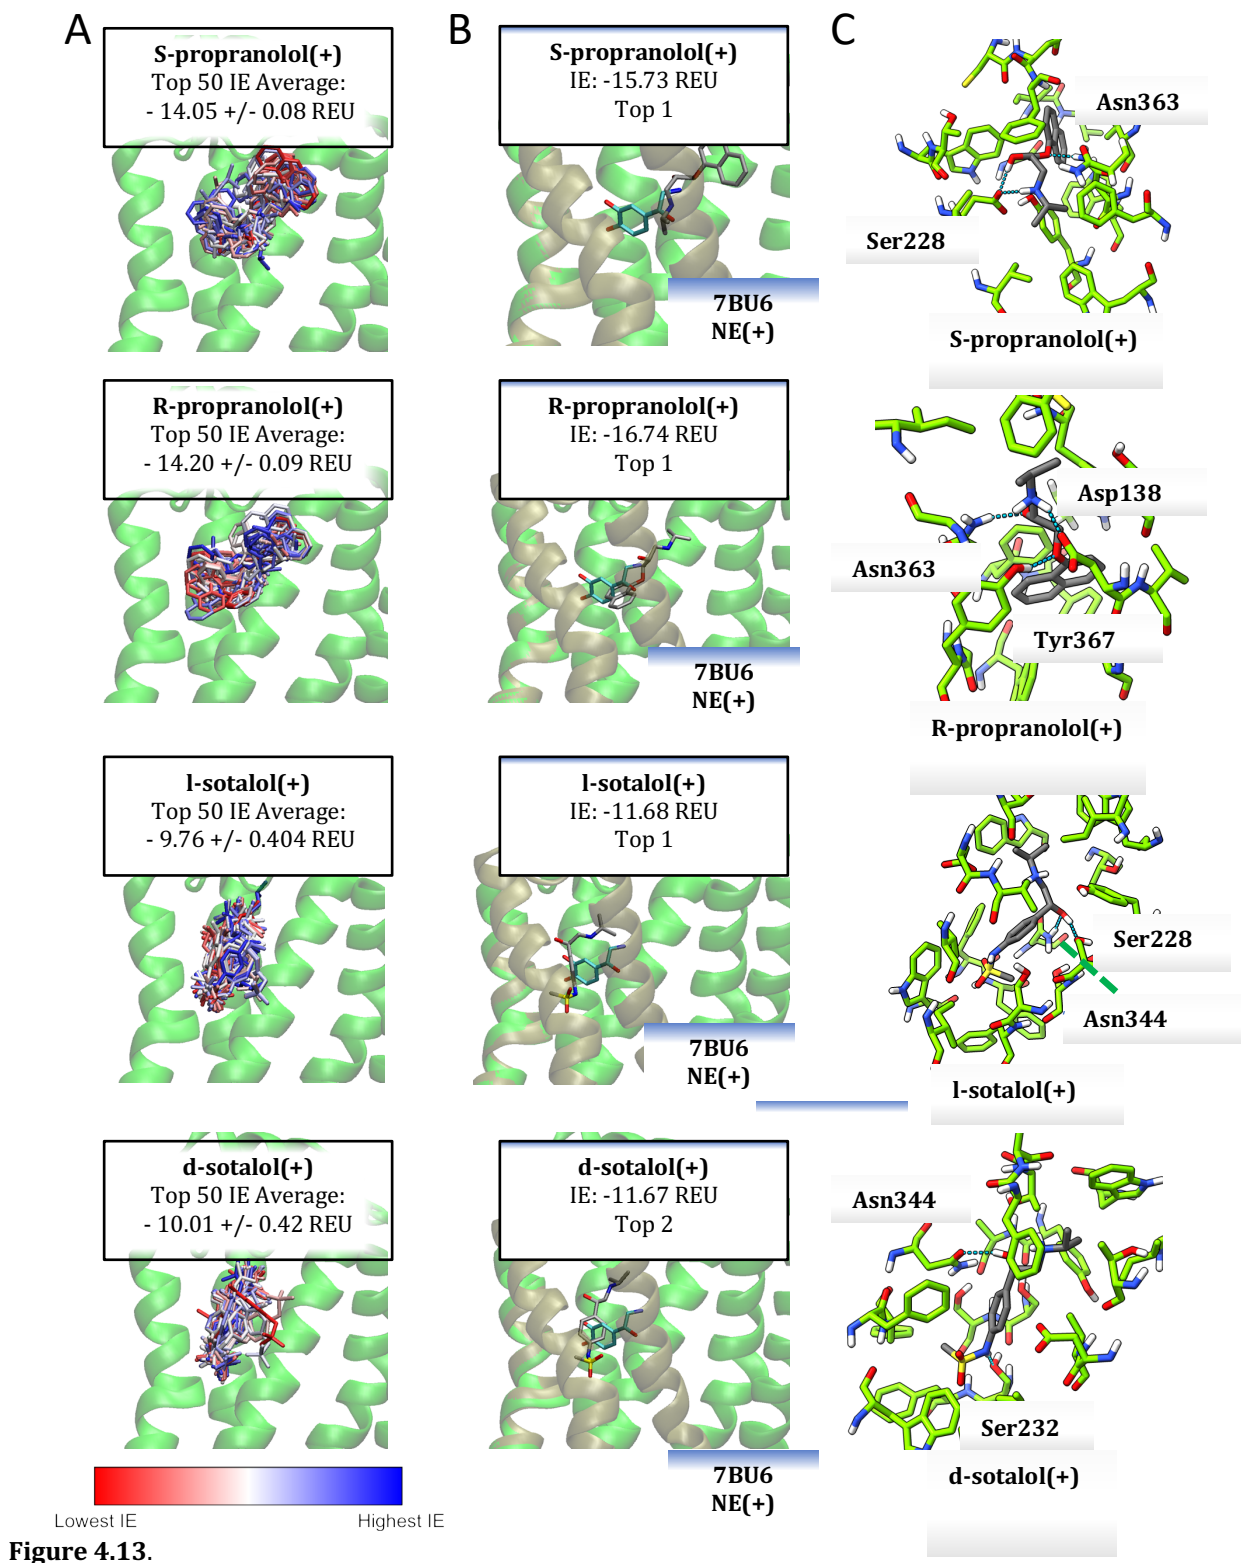 A
B
C
S-propranolol(+)
Top 50 IE Average:
- 14.05 +/- 0.08 REU
S-propranolol(+)
IE: -15.73 REU
Top 1
7BU6
NE(+)
Asn363
Ser228
S-propranolol(+)
R-propranolol(+)
Top 50 IE Average:
- 14.20 +/- 0.09 REU
R-propranolol(+)
IE: -16.74 REU
Top 1
7BU6
NE(+)
Asp138
Asn363
Tyr367
R-propranolol(+)
l-sotalol(+)
Top 50 IE Average:
- 9.76 +/- 0.404 REU
l-sotalol(+)
IE: -11.68 REU
Top 1
7BU6
NE(+)
Ser228
Asn344
l-sotalol(+)
d-sotalol(+)
Top 50 IE Average:
- 10.01 +/- 0.42 REU
d-sotalol(+)
IE: -11.67 REU
Top 2
7BU6
NE(+)
Asn344
Ser232
d-sotalol(+)
Lowest IE
Highest IE
Figure 4.13.